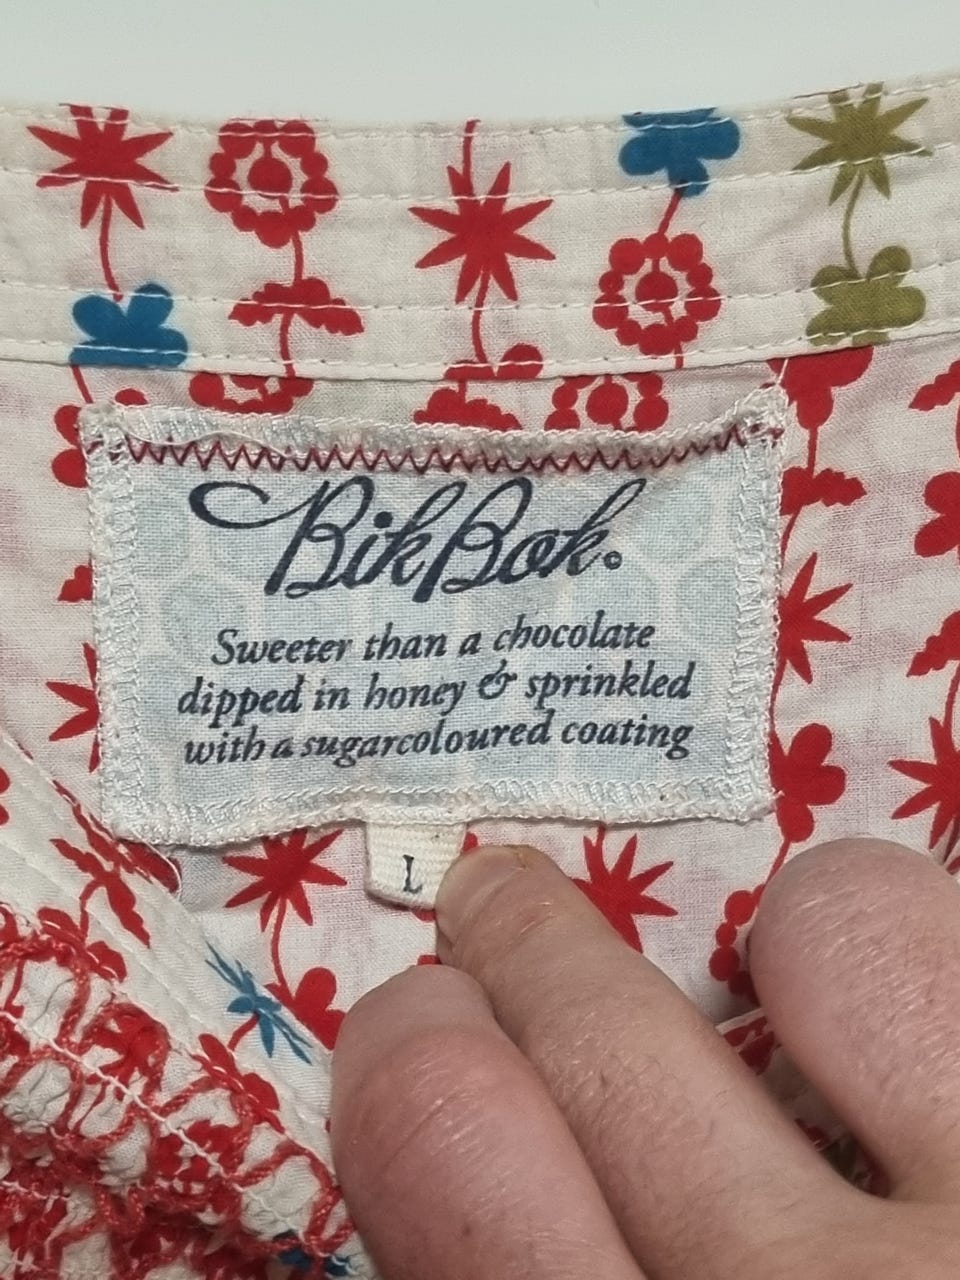 BikBok.
Sweeter than a chocolate
dipped in honey & sprinkled
with a sugarcoloured coating
L